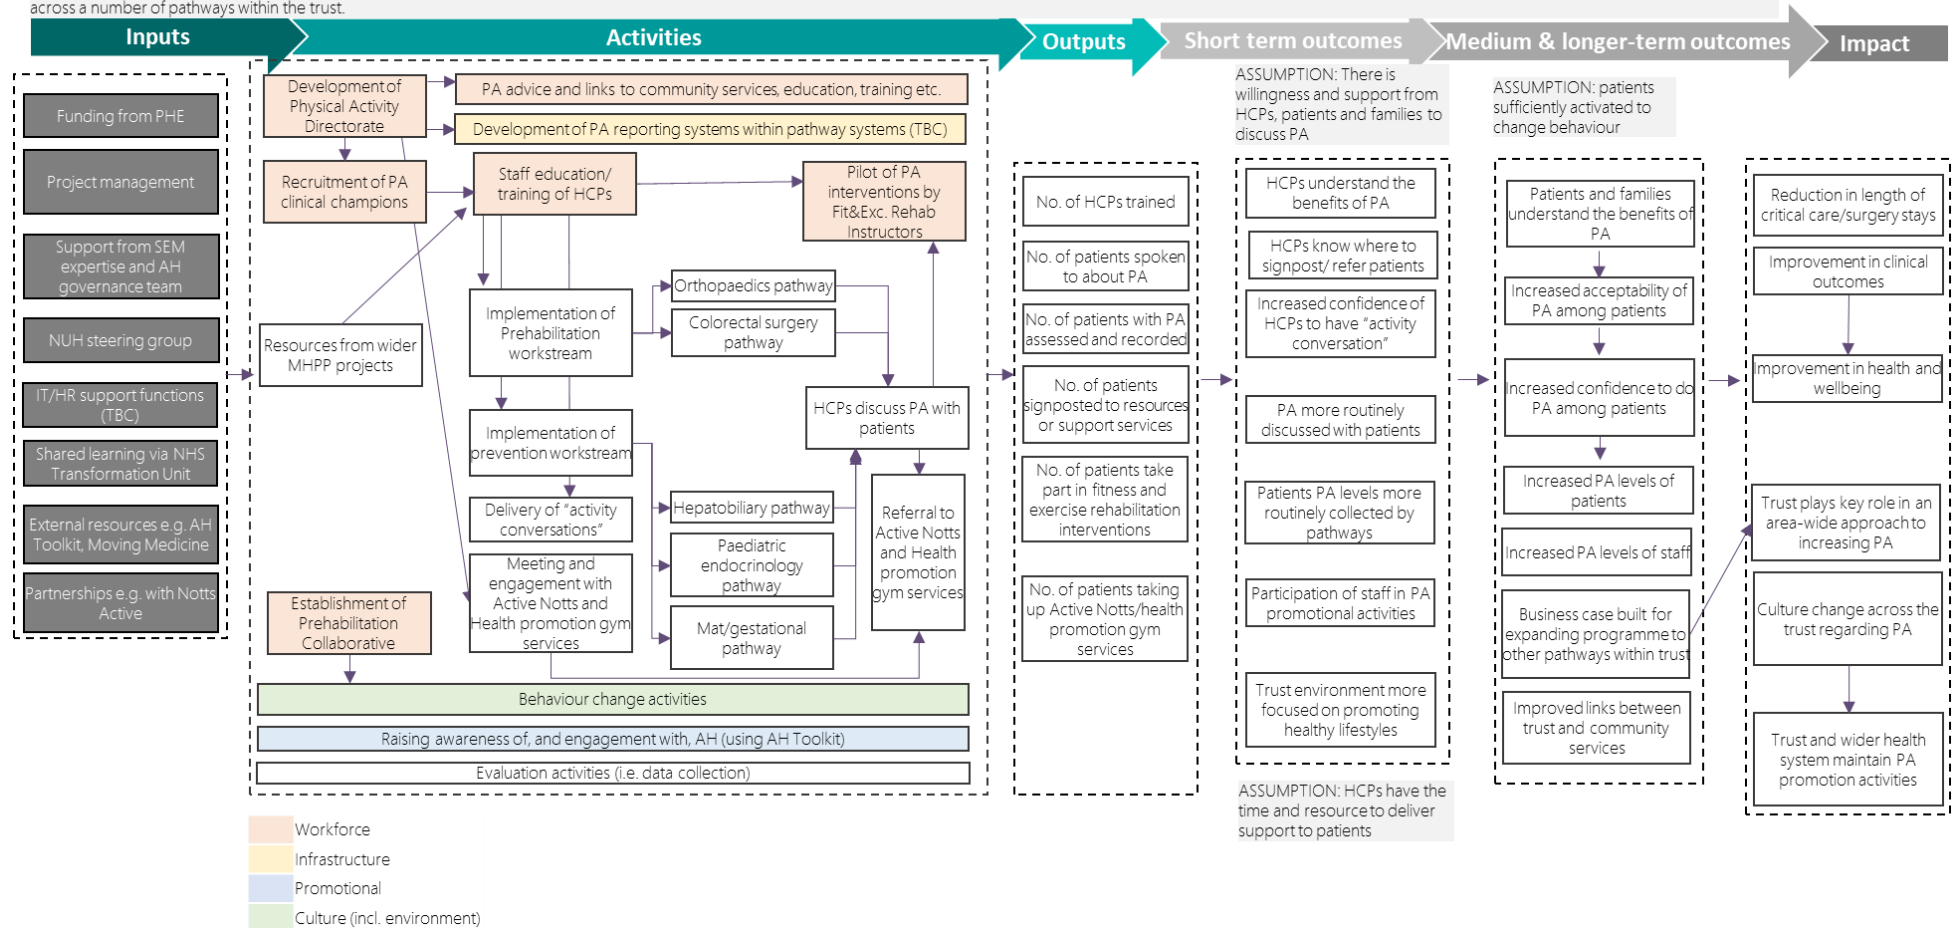 across a number of pathways within the trust.
Inputs
Activities
Outputs
Short term outcomes
Medium & longer-term outcomes
Impact
Funding from PHE
Project management
Support from SEM
expertise and AH
governance team
NUH steering group
IT/HR support functions
(TBC)
Shared learning via NHS
Transformation Unit
External resources e.g. AH
Toolkit, Moving Medicine
Partnerships e.g. with Notts
Active
Development of
Physical Activity
Directorate
PA advice and links to community services, education, training etc.
Development of PA reporting systems within pathway systems (TBC)
Recruitment of PA
clinical champions
Staff education/
training of HCPs
Pilot of PA
interventions by
Fit&Exc. Rehab
Instructors
Resources from wider
MHPP projects
Implementation of
Prehabilitation
workstream
Orthopaedics pathway
Colorectal surgery
pathway
HCPs discuss PA with
patients
Implementation of
prevention workstream
Delivery of "activity
conversations"
Hepatobiliary pathway
Paediatric
endocrinology
pathway
Mat/gestational
pathway
Referral to
Active Notts
and Health
promotion
gym services
Meeting and
engagement with
Active Notts and
Health promotion gym
services
Establishment of
Prehabilitation
Collaborative
Behaviour change activities
Raising awareness of, and engagement with, AH (using AH Toolkit)
Evaluation activities (i.e. data collection)
Workforce
Infrastructure
Promotional
Culture (incl. environment)
No. of HCPs trained
No. of patients spoken
to about PA
No. of patients with PA
assessed and recorded
No. of patients
signposted to resources
or support services
No. of patients take
part in fitness and
exercise rehabilitation
interventions
No. of patients taking
up Active Notts/health
promotion gym
services
ASSUMPTION: There is
willingness and support from
HCPs, patients and families to
discuss PA
HCPs understand the
benefits of PA
HCPs know where to
signpost/ refer patients
Increased confidence of
HCPs to have "activity
conversation"
PA more routinely
discussed with patients
Patients PA levels more
routinely collected by
pathways
Participation of staff in PA
promotional activities
Trust environment more
focused on promoting
healthy lifestyles
ASSUMPTION: HCPs have the
time and resource to deliver
support to patients
ASSUMPTION: patients
sufficiently activated to
change behaviour
Patients and families
understand the benefits of
PA
Increased acceptability of
PA among patients
Increased confidence to do
PA among patients
Increased PA levels of
patients
Increased PA levels of staff
Business case built for
expanding programme to
other pathways within trust
Improved links between
trust and community
services
Reduction in length of
critical care/surgery stays
Improvement in clinical
outcomes
Improvement in health and
wellbeing
Trust plays key role in an
area-wide approach to
increasing PA
Culture change across the
trust regarding PA
Trust and wider health
system maintain PA
promotion activities